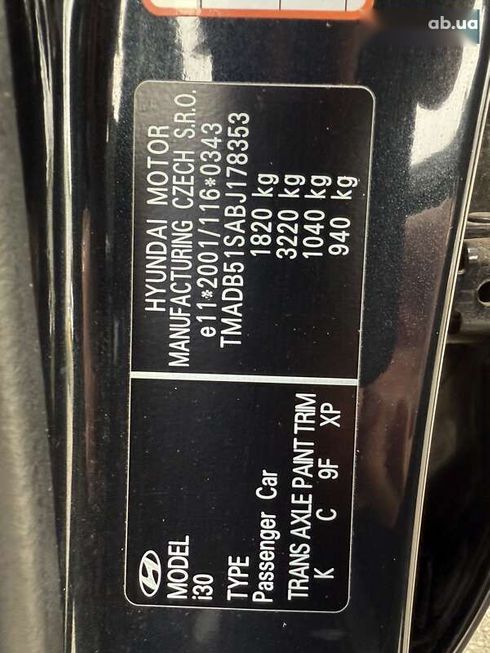 ab.ua
HYUNDAI MOTOR
MANUFACTURING CZECH S.R.O.
e11*2001/116*0343
TMADB51SABJ178353
1820 kg
3220 kg
1040 kg
940 kg
MODEL
i30
TYPE
Passenger Car
TRANS AXLE PAINT TRIM
K C 9F XP